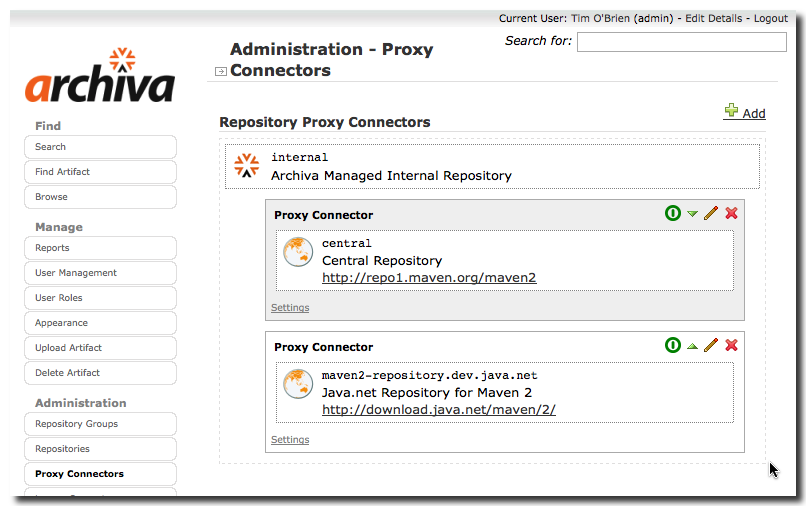 Current User: Tim O'Brien (admin) - Edit Details - Logout
Search for:
archiva
Administration - Proxy
Connectors
Find
Search
Find Artifact
Browse
Manage
Reports
User Management
User Roles
Appearance
Upload Artifact
Delete Artifact
Administration
Repository Groups
Repositories
Proxy Connectors
Add
Repository Proxy Connectors
internal
Archiva Managed Internal Repository
Proxy Connector
central
Central Repository
http://repo1.maven.org/maven2
Settings
Proxy Connector
maven2-repository.dev.java.net
Java.net Repository for Maven 2
http://download.java.net/maven/2/
Settings